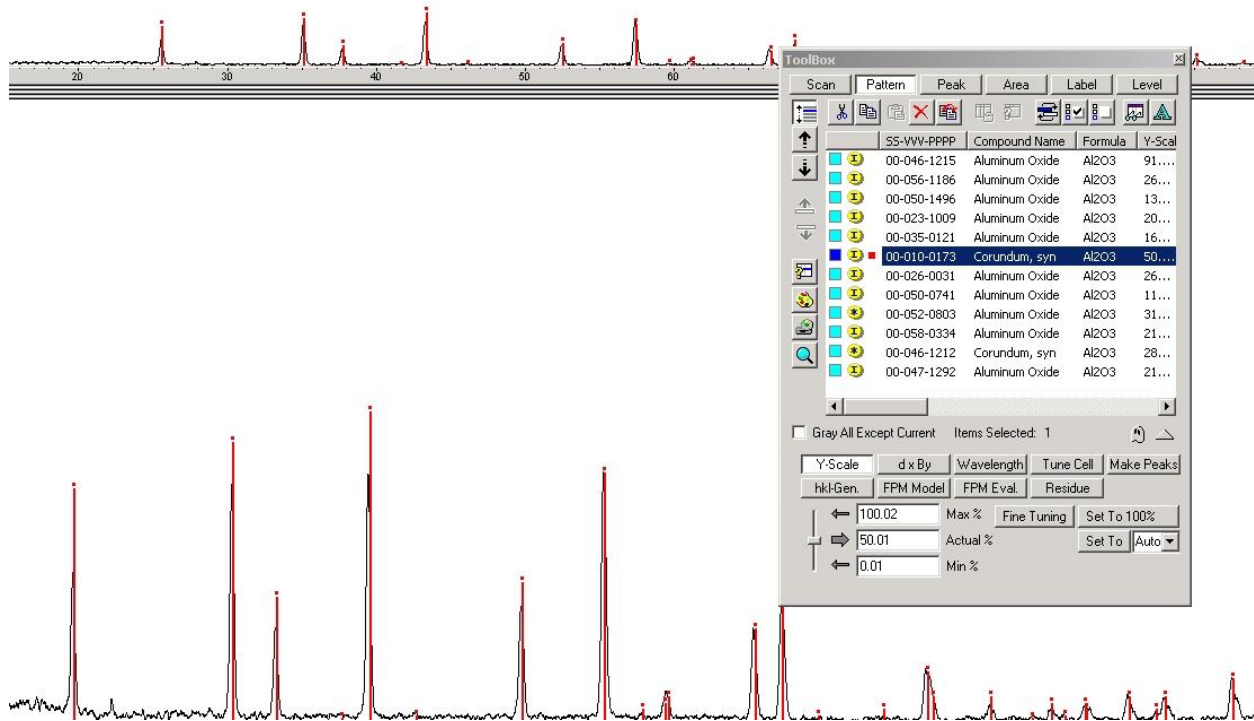 20 30 40 50 60
ToolBox
Scan Pattern Peak Area Label Level
SS-VVV-PPPP Compound Name Formula Y-Scal
00-046-1215 Aluminum Oxide Al2O3 91....
00-056-1186 Aluminum Oxide Al2O3 26...
00-050-1496 Aluminum Oxide Al2O3 13...
00-023-1009 Aluminum Oxide Al2O3 20...
00-035-0121 Aluminum Oxide Al2O3 16...
00-010-0173 Corundum, syn Al2O3 50....
00-026-0031 Aluminum Oxide Al2O3 26...
00-050-0741 Aluminum Oxide Al2O3 11...
00-052-0803 Aluminum Oxide Al2O3 31...
00-058-0334 Aluminum Oxide Al2O3 21...
00-046-1212 Corundum, syn Al2O3 28...
00-047-1292 Aluminum Oxide Al2O3 21...
Gray All Except Current Items Selected: 1
Y-Scale d x By Wavelength Tune Cell Make Peaks
hkl-Gen. FPM Model FPM Eval. Residue
100.02 Max % Fine Tuning Set To 100%
50.01 Actual % Set To Auto
0.01 Min %